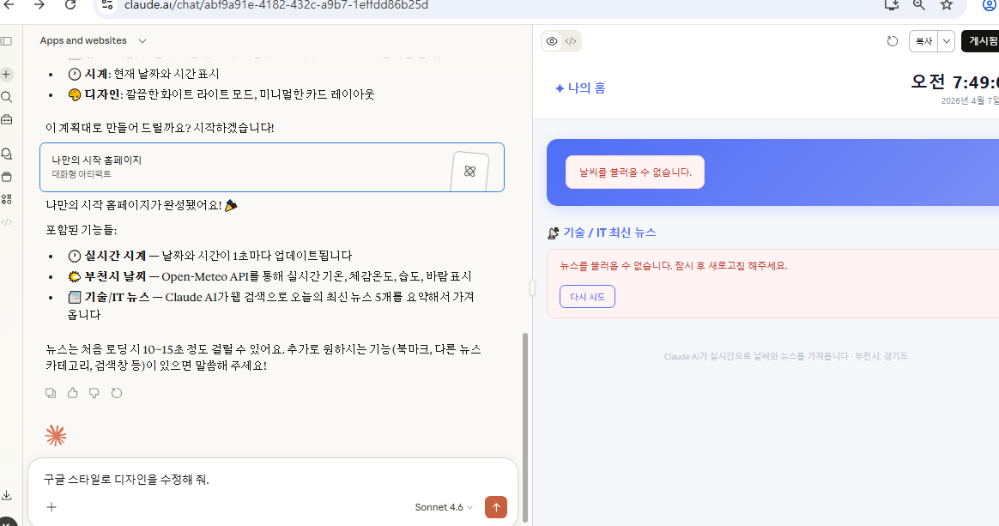 claude.ai/chat/abf9a91e-4182-432c-a9b7-1effdd86b25d
Apps and websites
시계: 현재 날짜와 시간 표시
디자인: 깔끔한 화이트 라이트 모드, 미니멀한 카드 레이아웃
이 계획대로 만들어 드릴까요? 시작하겠습니다!
나만의 시작 홈페이지
대화형 아티팩트
나만의 시작 홈페이지가 완성됐어요! 🎉
포함된 기능들:
실시간 시계 — 날짜와 시간이 1초마다 업데이트됩니다
부천시 날씨 — Open-Meteo API를 통해 실시간 기온, 체감온도, 습도, 바람 표시
기술/IT 뉴스 — Claude AI가 웹 검색으로 오늘의 최신 뉴스 5개를 요약해서 가져
옵니다
뉴스는 처음 로딩 시 10~15초 정도 걸릴 수 있어요. 추가로 원하시는 기능(북마크, 다른 뉴스
카테고리, 검색창 등)이 있으면 말씀해 주세요!
구글 스타일로 디자인을 수정해 줘.
Sonnet 4.6
복사
게시됨
✦ 나의 홈
오전 7:49:0
2026년 4월 7일
날씨를 불러올 수 없습니다.
기술 / IT 최신 뉴스
뉴스를 불러올 수 없습니다. 잠시 후 새로고침 해주세요.
다시 시도
Claude AI가 실시간으로 날씨와 뉴스를 가져옵니다 · 부천시, 경기도